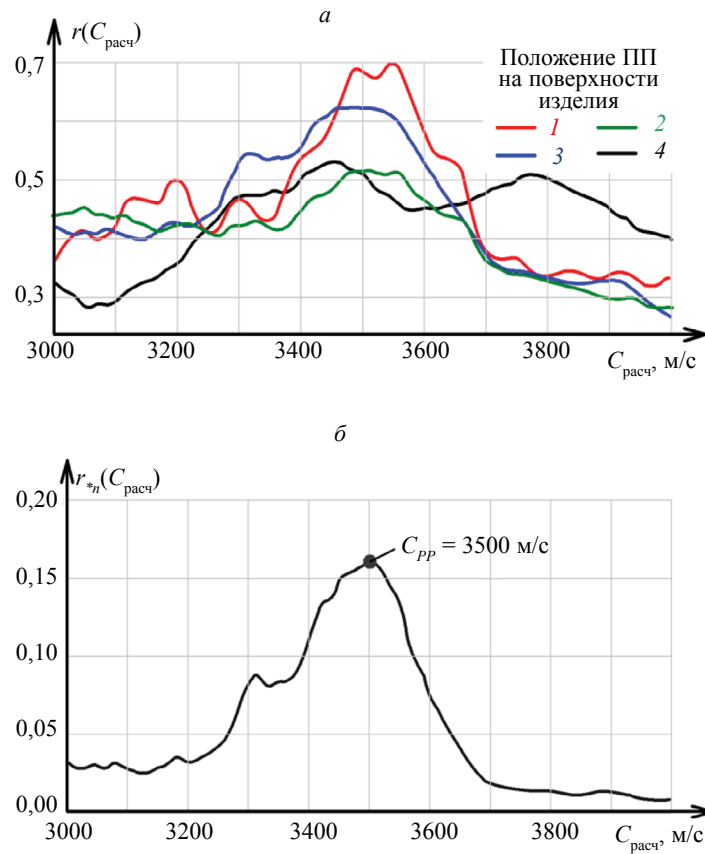 а
r(Cрасч)
0,7
0,5
0,3
Положение ПП
на поверхности
изделия
1 2
3 4
3000 3200 3400 3600 3800
Cрасч, м/с
б
r*n(Cрасч)
0,20
0,15
0,10
0,05
0,00
CPP = 3500 м/с
3000 3200 3400 3600 3800
Cрасч, м/с